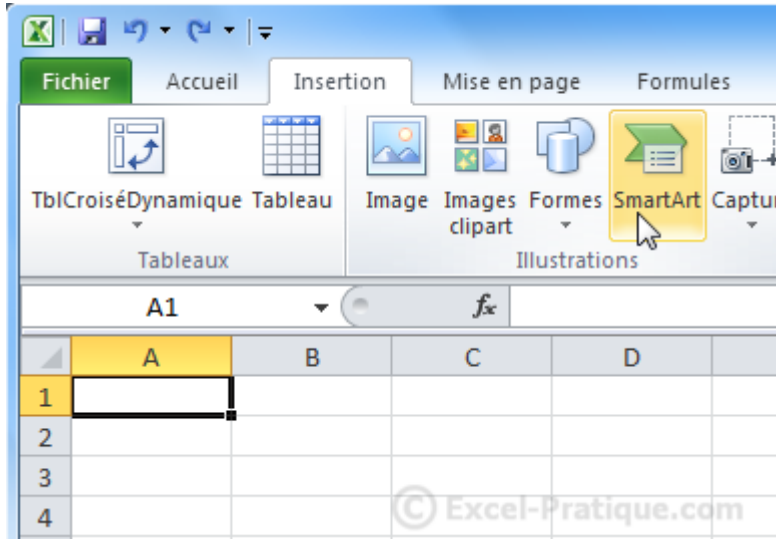 Fichier Accueil Insertion Mise en page Formules
TblCroiséDynamique Tableau Image Images clipart Formes SmartArt
Tableaux Illustrations
A1 fx
A B C D
1
2
3
4
© Excel-Pratique.com